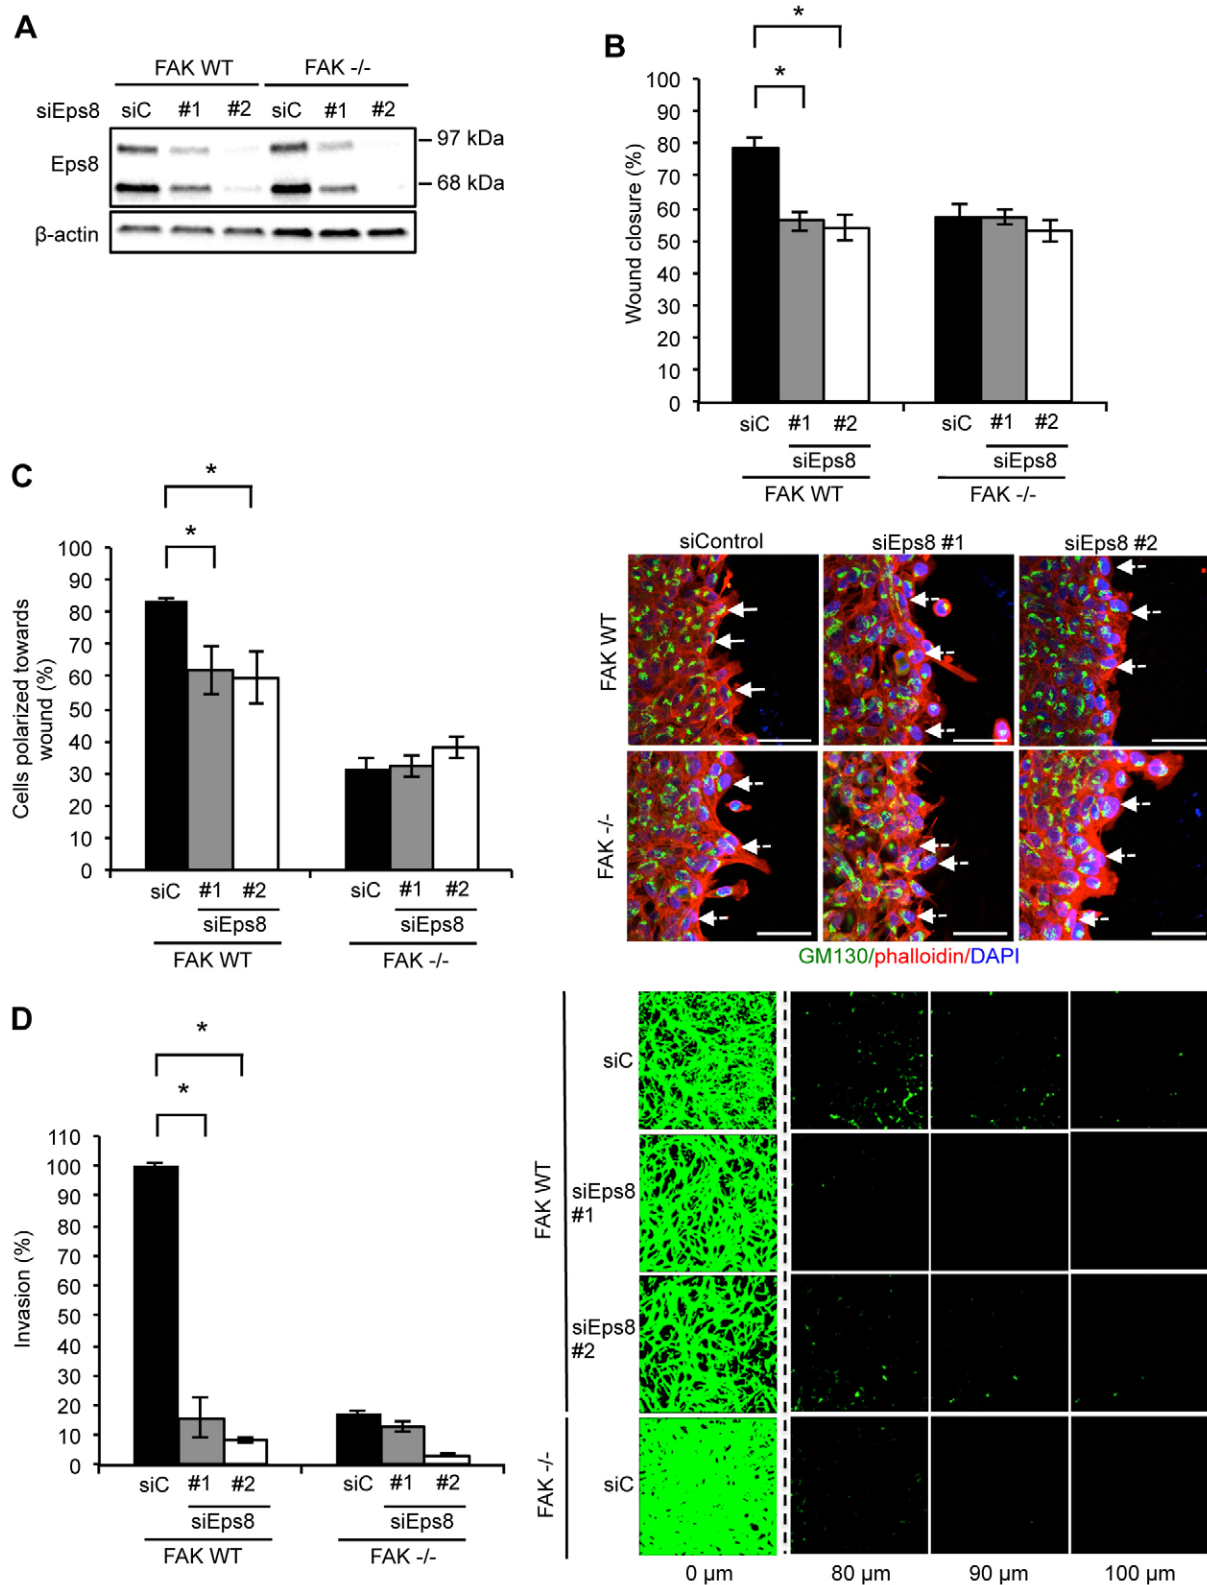 A
FAK WT FAK -/-
siEps8 siC #1 #2 siC #1 #2
Eps8
97 kDa
68 kDa
β-actin
B
*
*
Wound closure (%)
100
90
80
70
60
50
40
30
20
10
0
siC #1 #2 siC #1 #2
siEps8 siEps8
FAK WT FAK -/-
C
*
*
Cells polarized towards
wound (%)
100
90
80
70
60
50
40
30
20
10
0
siC #1 #2 siC #1 #2
siEps8 siEps8
FAK WT FAK -/-
siControl siEps8 #1 siEps8 #2
FAK WT
FAK -/-
GM130/phalloidin/DAPI
D
*
*
Invasion (%)
110
100
90
80
70
60
50
40
30
20
10
0
siC #1 #2 siC #1 #2
siEps8 siEps8
FAK WT FAK -/-
FAK WT
siC
siEps8
#1
siEps8
#2
FAK -/-
siC
0 μm 80 μm 90 μm 100 μm